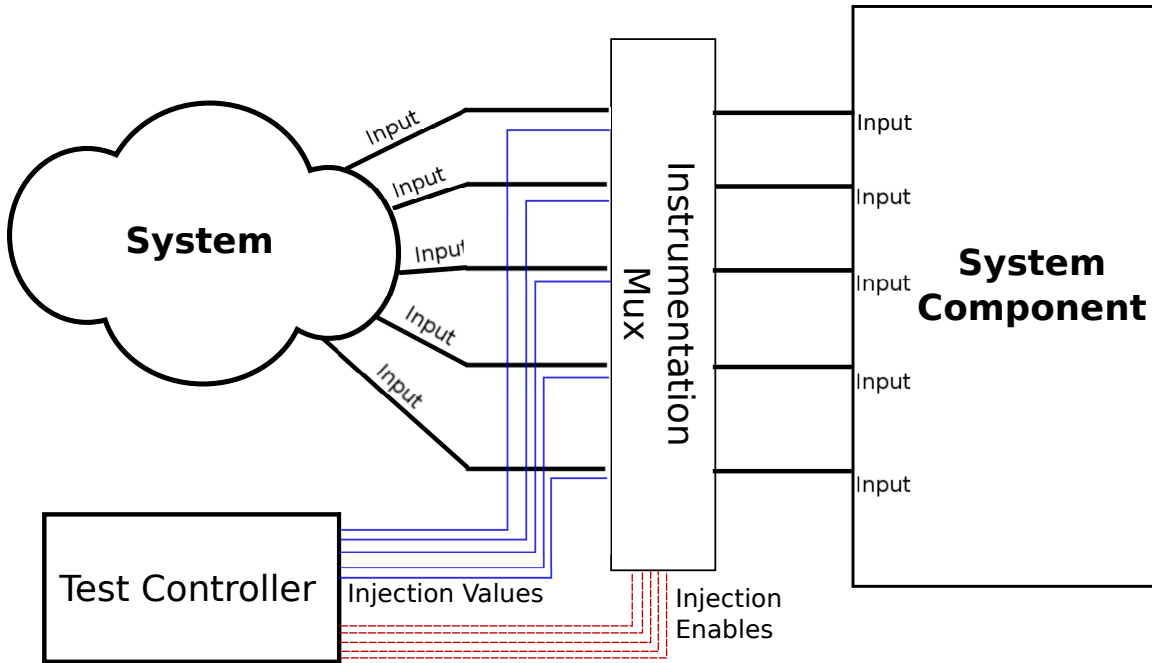 Input
Input
Input
Input
Input
System
Instrumentation
Mux
Input
Input
Input
Input
Input
System
Component
Test Controller
Injection Values
Injection
Enables